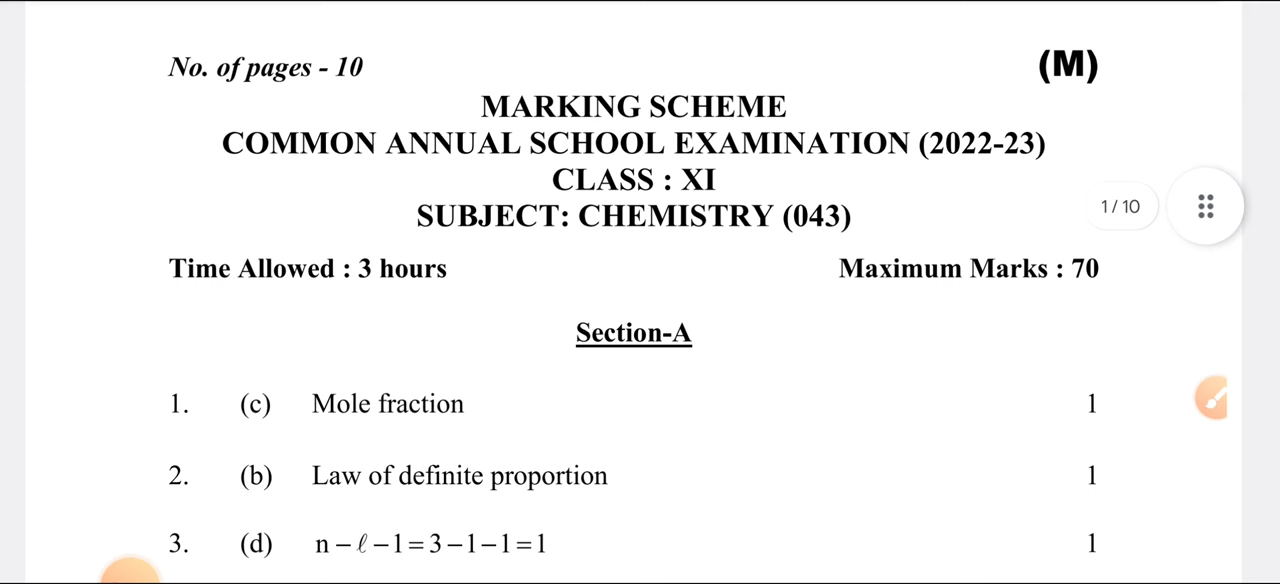 No. of pages - 10 (M)
MARKING SCHEME
COMMON ANNUAL SCHOOL EXAMINATION (2022-23)
CLASS : XI
SUBJECT: CHEMISTRY (043)
1 / 10
Time Allowed : 3 hours Maximum Marks : 70
Section-A
1. (c) Mole fraction 1
2. (b) Law of definite proportion 1
3. (d) n – ℓ – 1 = 3 – 1 – 1 = 1 1